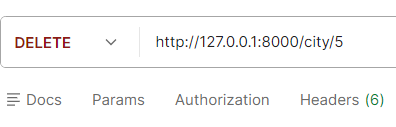 DELETE http://127.0.0.1:8000/city/5
Docs Params Authorization Headers (6)